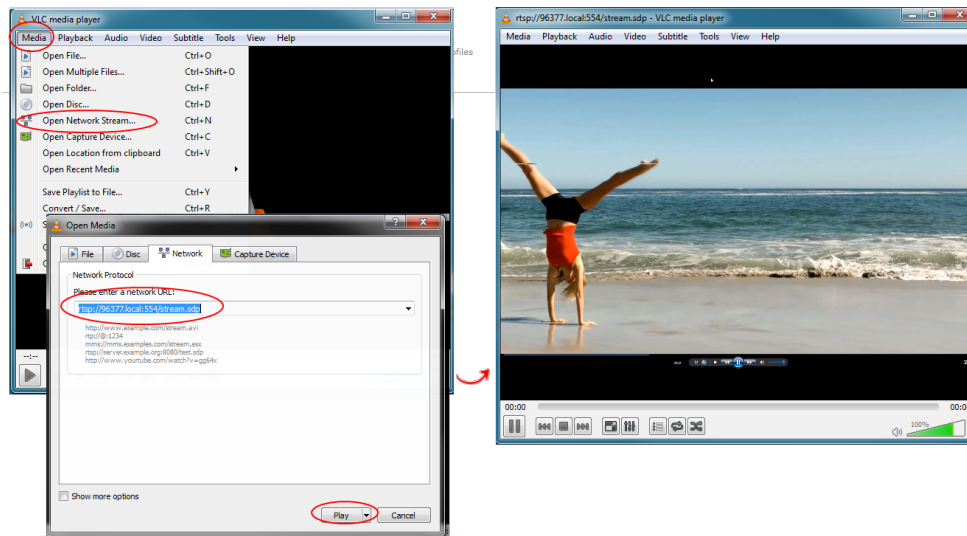 VLC media player
Media Playback Audio Video Subtitle Tools View Help
Open File... Ctrl+O
Open Multiple Files... Ctrl+Shift+O
Open Folder... Ctrl+F
Open Disc... Ctrl+D
Open Network Stream... Ctrl+N
Open Capture Device... Ctrl+C
Open Location from clipboard Ctrl+V
Open Recent Media
Save Playlist to File... Ctrl+Y
Convert / Save... Ctrl+R
--:--
Open Media
File Disc Network Capture Device
Network Protocol
Please enter a network URL:
rtsp://96377.local:554/stream.sdp
http://www.example.com/stream.avi
rtp://@:1234
mms://mms.examples.com/stream.asx
rtsp://server.example.org:8080/test.sdp
http://www.yourtube.com/watch?v=gg64x
Show more options
Play Cancel
rtsp://96377.local:554/stream.sdp - VLC media player
Media Playback Audio Video Subtitle Tools View Help
00:00 00:0
100%